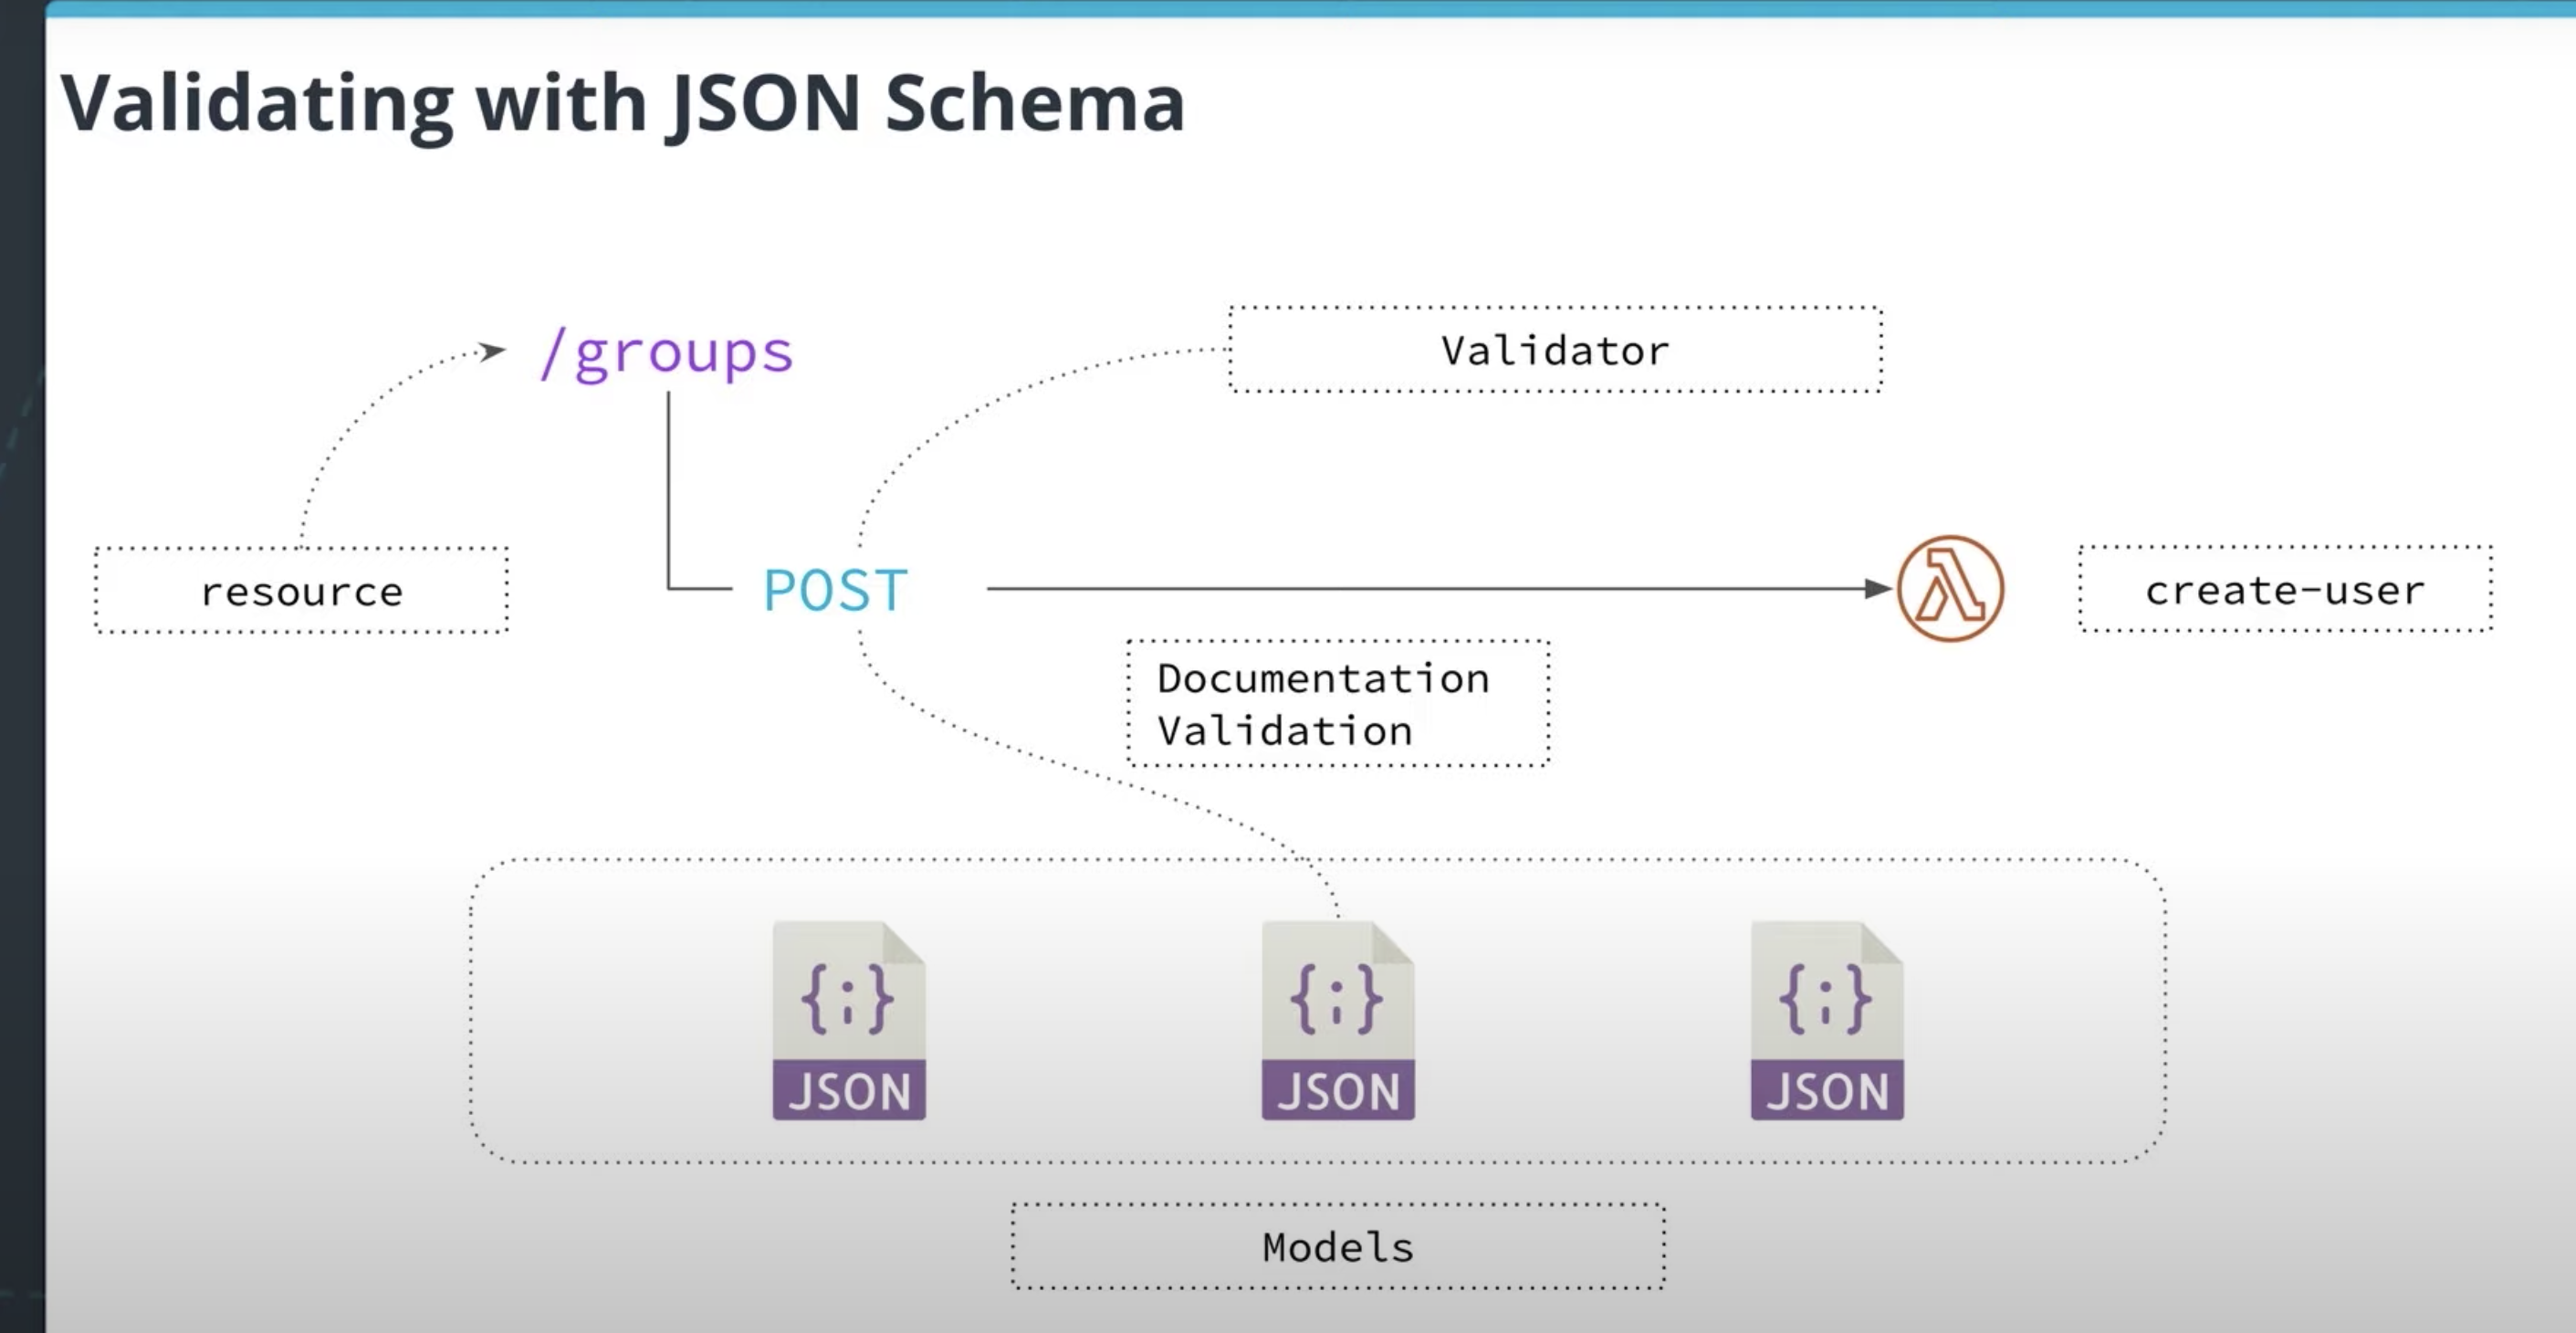 Validating with JSON Schema
/groups
Validator
resource
POST
create-user
Documentation
Validation
{;}
JSON
{;}
JSON
{;}
JSON
Models